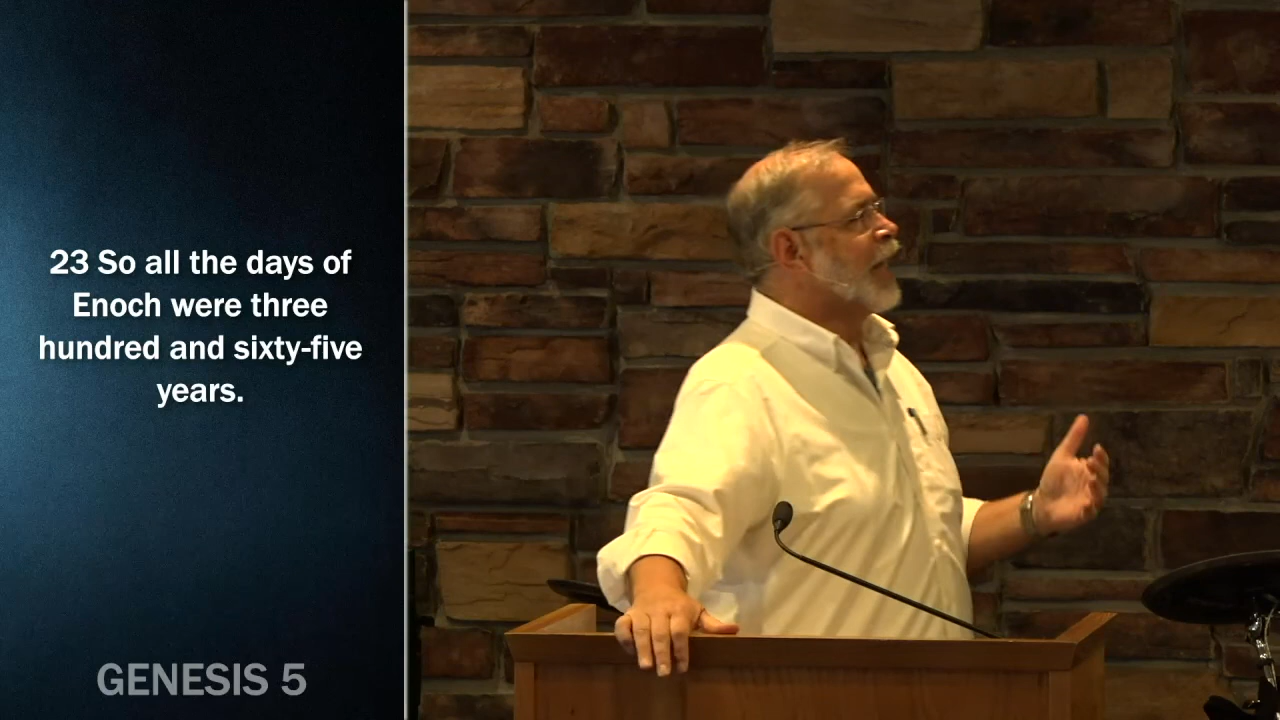 23 So all the days of
Enoch were three
hundred and sixty-five
years.
GENESIS 5